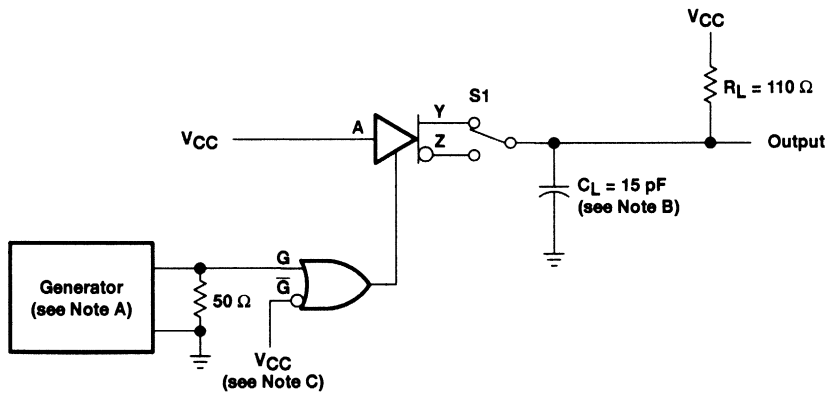 VCC
RL = 110 Ω
S1
Y
A
Z
VCC
Output
CL = 15 pF
(see Note B)
G
G̅
Generator
(see Note A)
50 Ω
VCC
(see Note C)